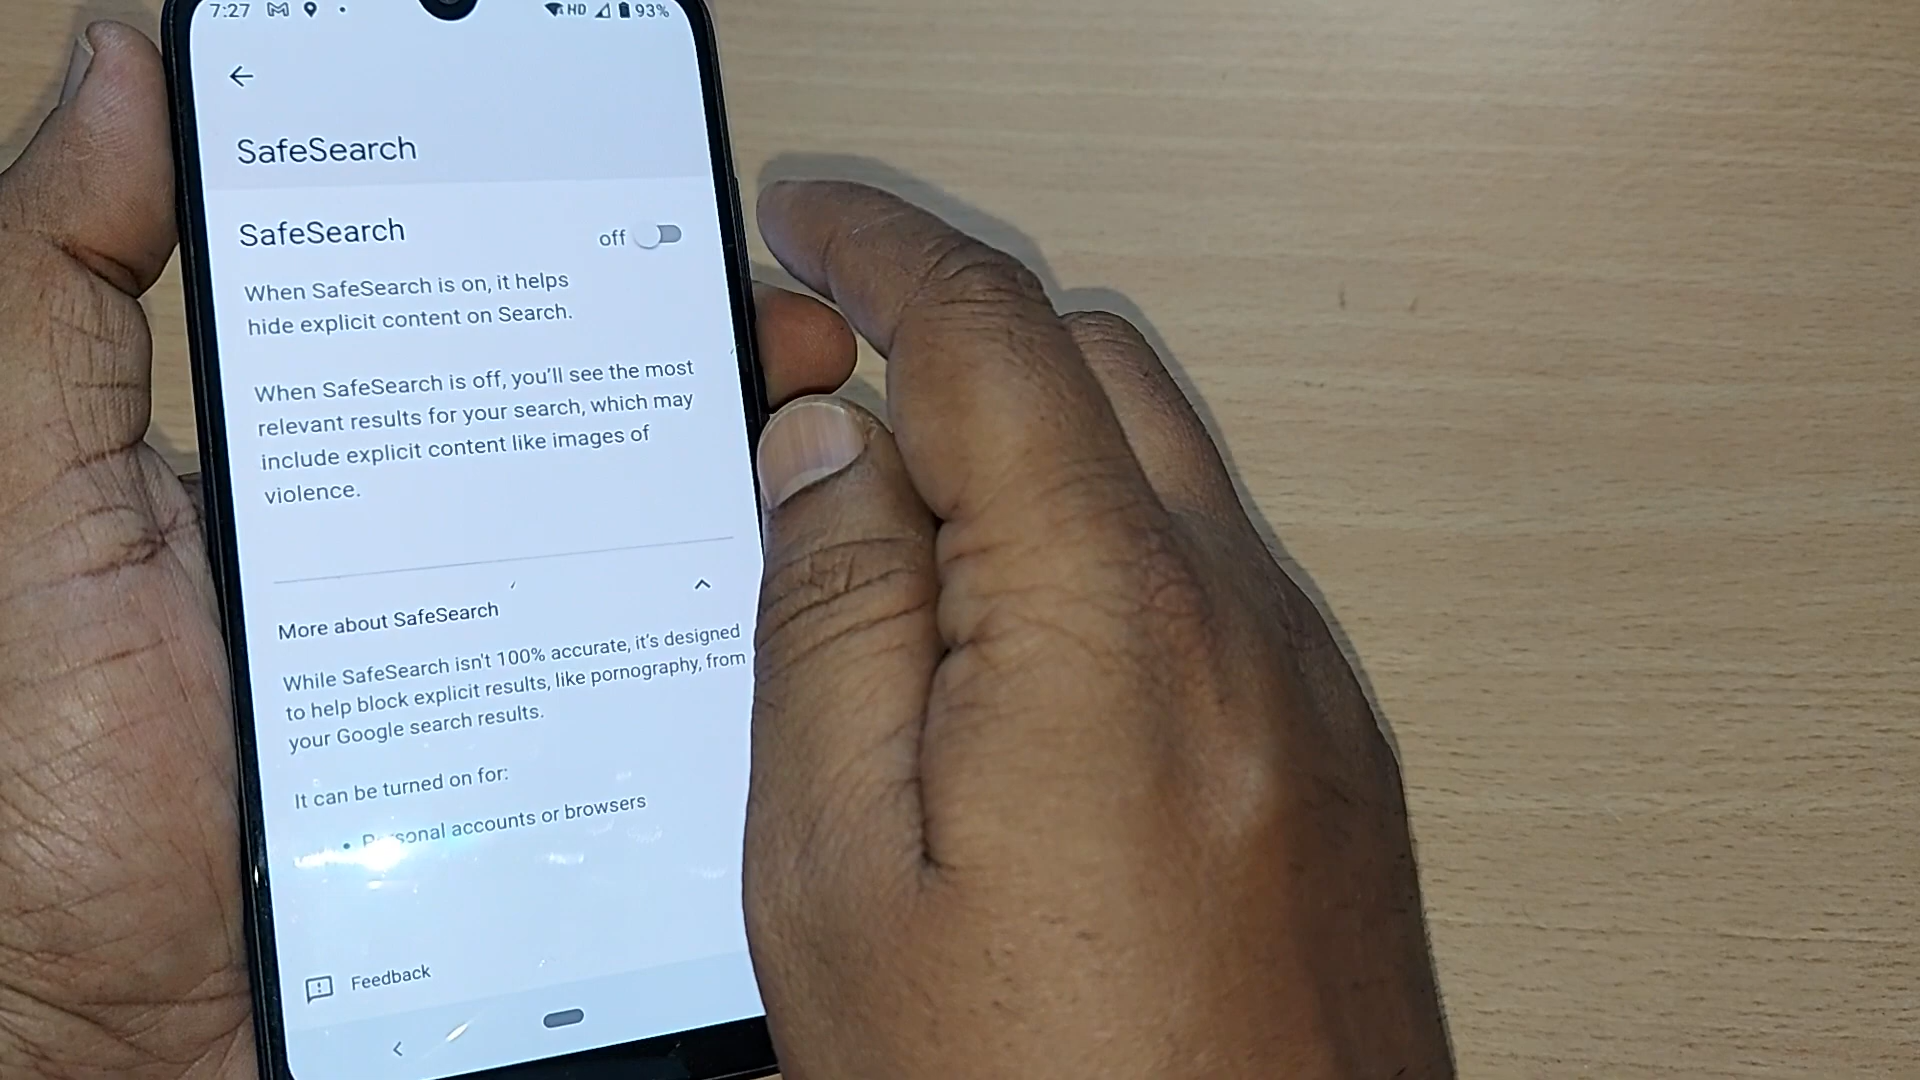 7:27 HD 93%
SafeSearch
SafeSearch
off
When SafeSearch is on, it helps
hide explicit content on Search.
When SafeSearch is off, you'll see the most
relevant results for your search, which may
include explicit content like images of
violence.
More about SafeSearch
While SafeSearch isn't 100% accurate, it's designed
to help block explicit results, like pornography, from
your Google search results.
It can be turned on for:
• Personal accounts or browsers
Feedback